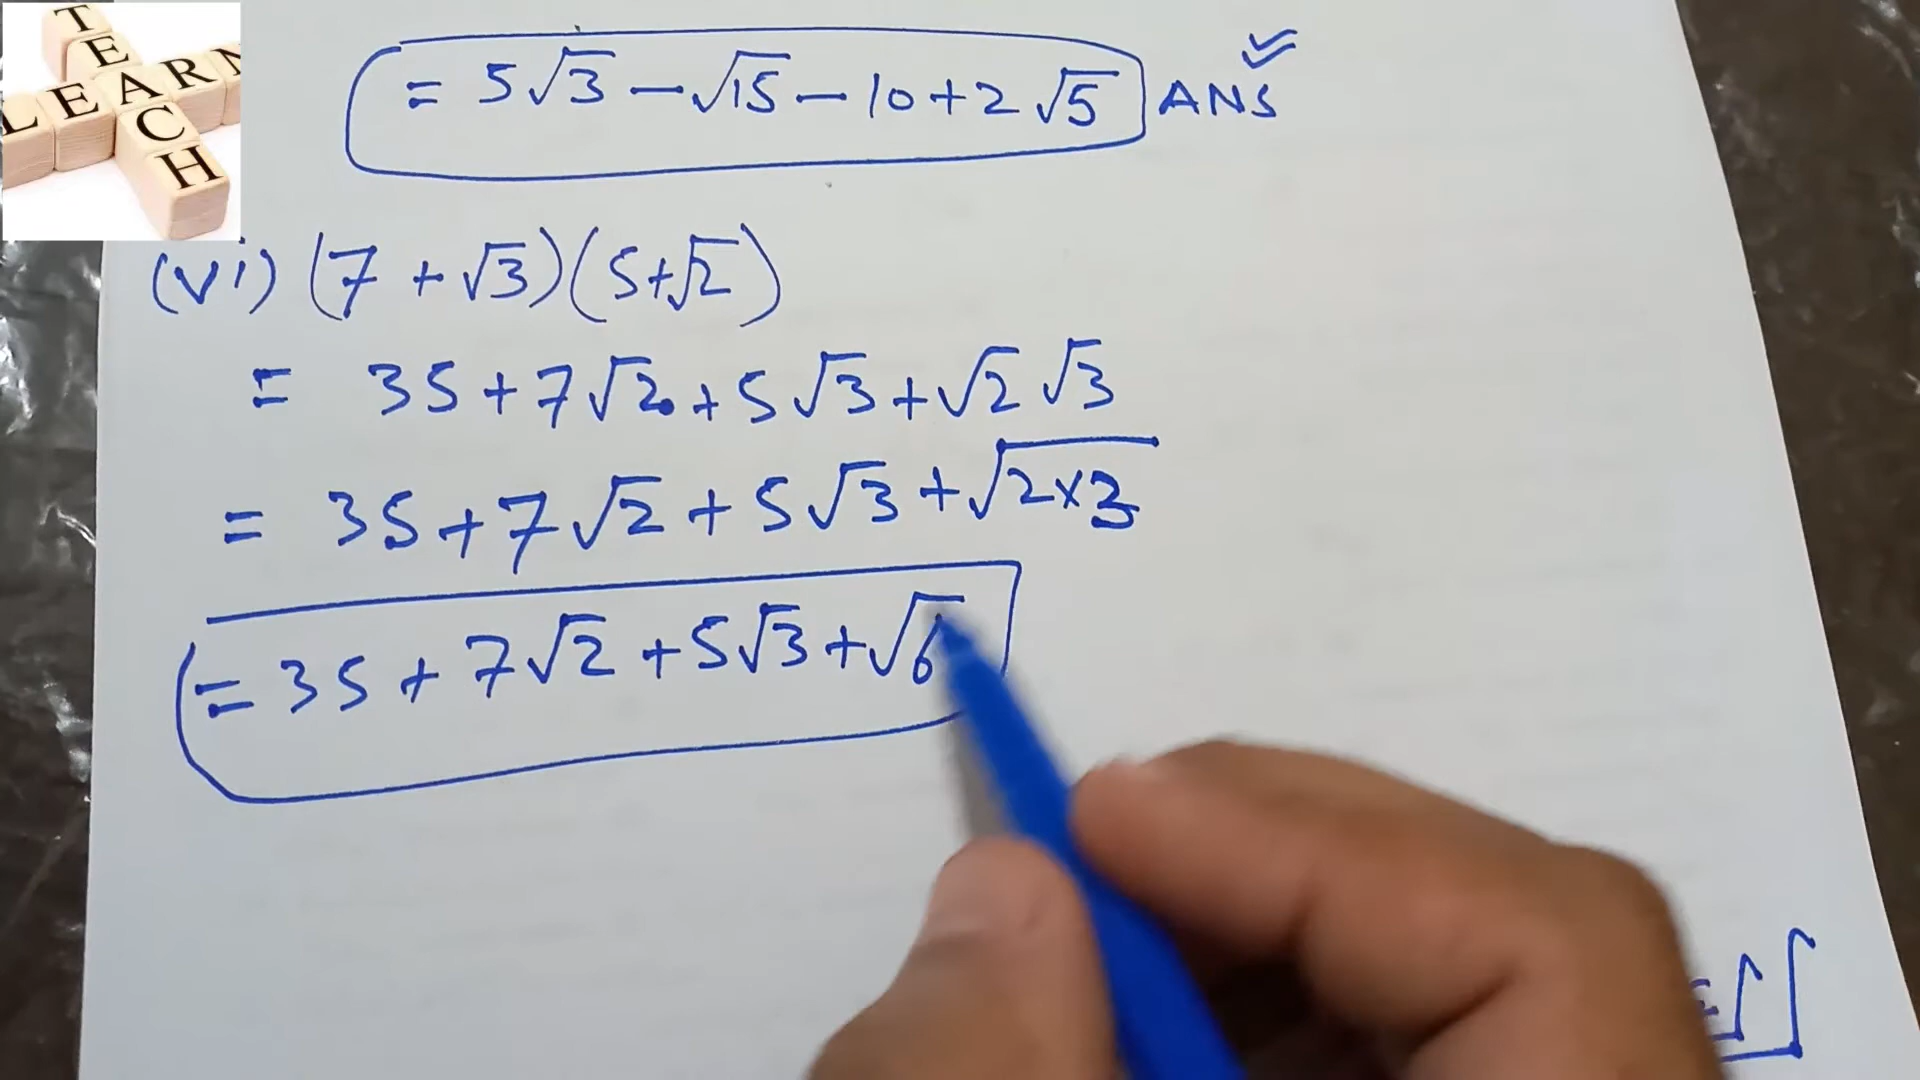 TEACH
LEARN
= 5√3 - √15 - 10 + 2√5 ANS
(vi) (7 + √3)(5+√2)
= 35 + 7√2 + 5√3 + √2 √3
= 35 + 7√2 + 5√3 + √2×3
= 35 + 7√2 + 5√3 + √6